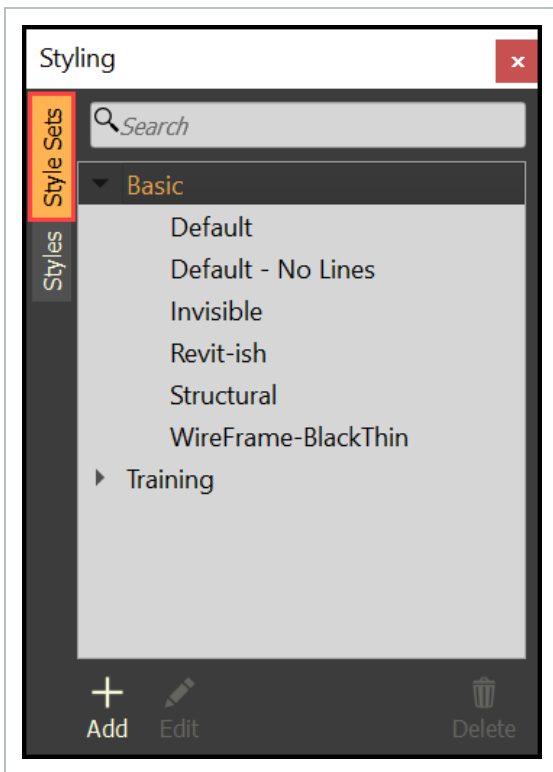 Styling
Style Sets
Search
Basic
Styles
Default
Default - No Lines
Invisible
Revit-ish
Structural
WireFrame-BlackThin
Training
Add Edit Delete